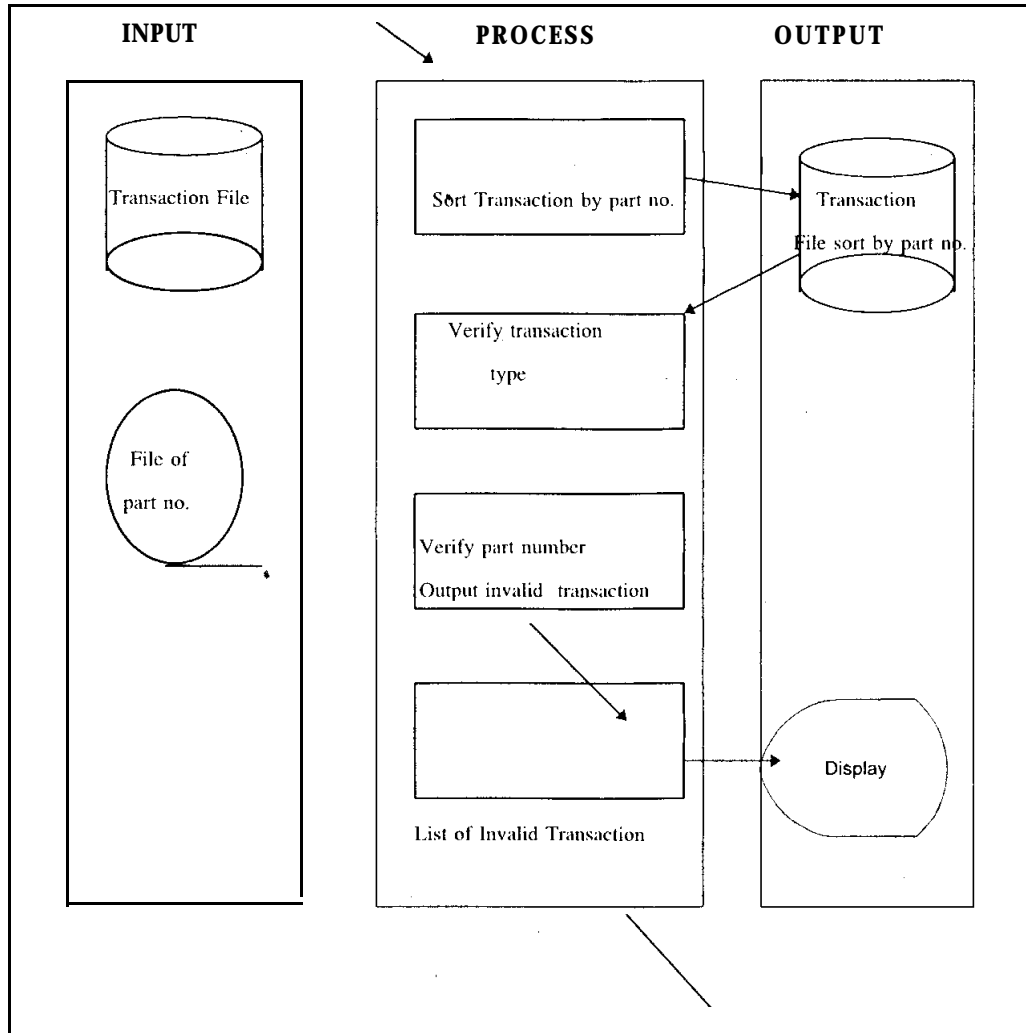 INPUT
PROCESS
OUTPUT
Transaction File
File of
part no.
Sort Transaction by part no.
Verify transaction
type
Verify part number
Output invalid transaction
List of Invalid Transaction
Transaction
File sort by part no.
Display